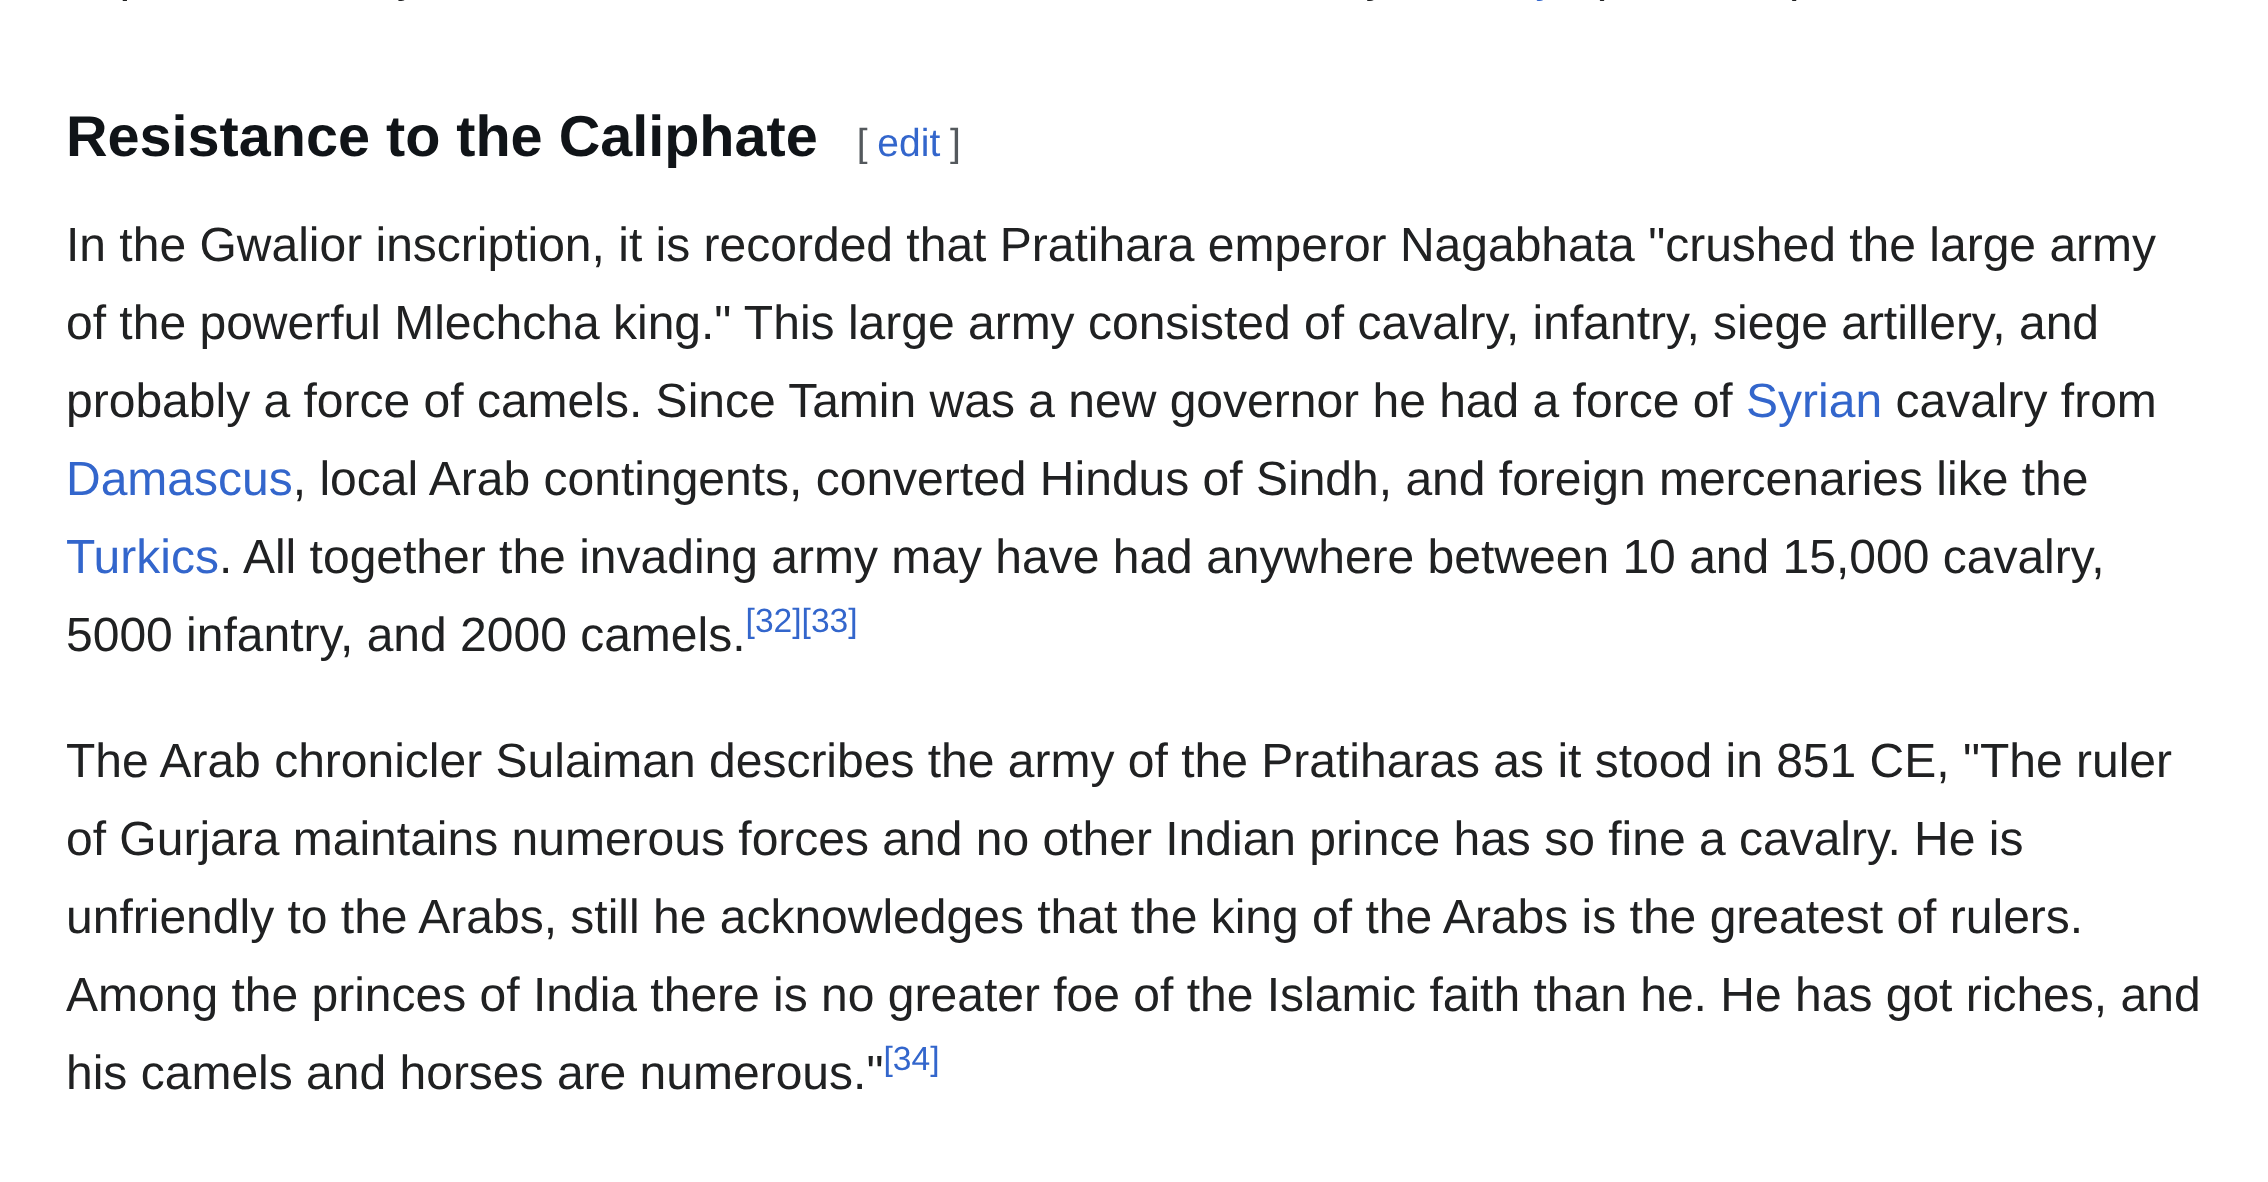 Resistance to the Caliphate [ edit ]
In the Gwalior inscription, it is recorded that Pratihara emperor Nagabhata "crushed the large army
of the powerful Mlechcha king." This large army consisted of cavalry, infantry, siege artillery, and
probably a force of camels. Since Tamin was a new governor he had a force of Syrian cavalry from
Damascus, local Arab contingents, converted Hindus of Sindh, and foreign mercenaries like the
Turkics. All together the invading army may have had anywhere between 10 and 15,000 cavalry,
5000 infantry, and 2000 camels.[32][33]
The Arab chronicler Sulaiman describes the army of the Pratiharas as it stood in 851 CE, "The ruler
of Gurjara maintains numerous forces and no other Indian prince has so fine a cavalry. He is
unfriendly to the Arabs, still he acknowledges that the king of the Arabs is the greatest of rulers.
Among the princes of India there is no greater foe of the Islamic faith than he. He has got riches, and
his camels and horses are numerous."[34]